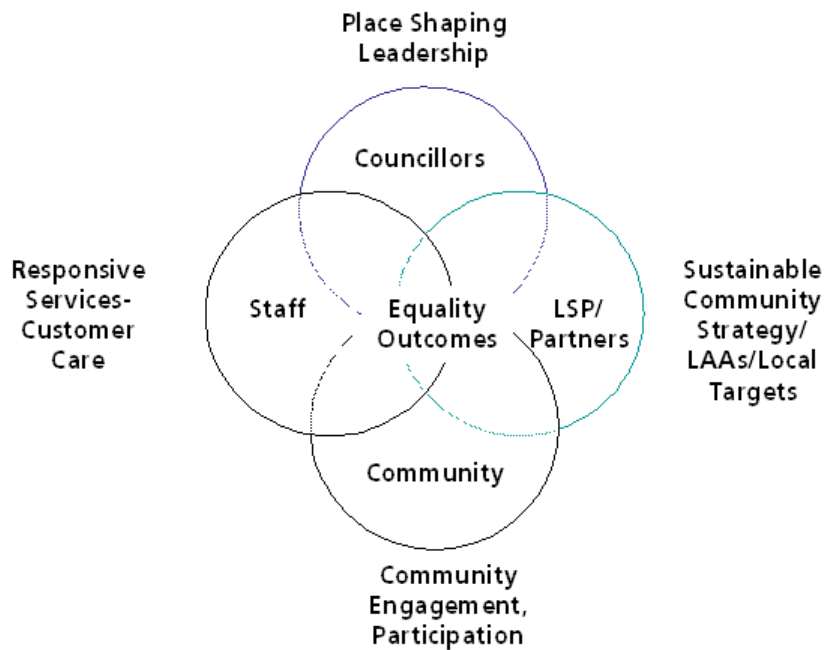 Place Shaping
Leadership
Councillors
Responsive
Services-
Customer
Care
Staff
Equality
Outcomes
LSP/
Partners
Sustainable
Community
Strategy/
LAAs/Local
Targets
Community
Community
Engagement,
Participation